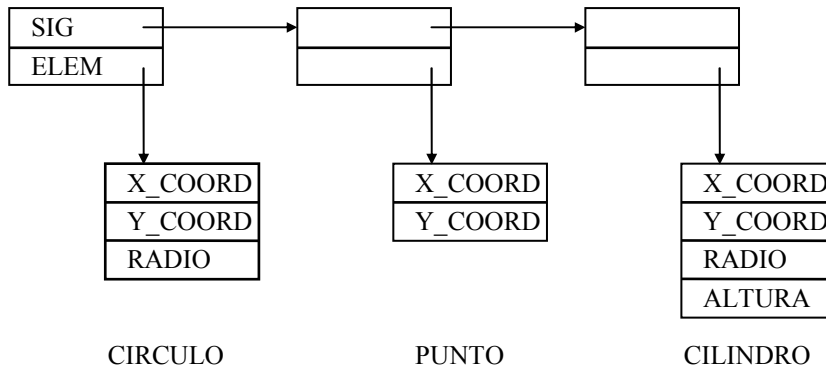 SIG
ELEM
X_COORD
Y_COORD
RADIO
X_COORD
Y_COORD
X_COORD
Y_COORD
RADIO
ALTURA
CIRCULO
PUNTO
CILINDRO